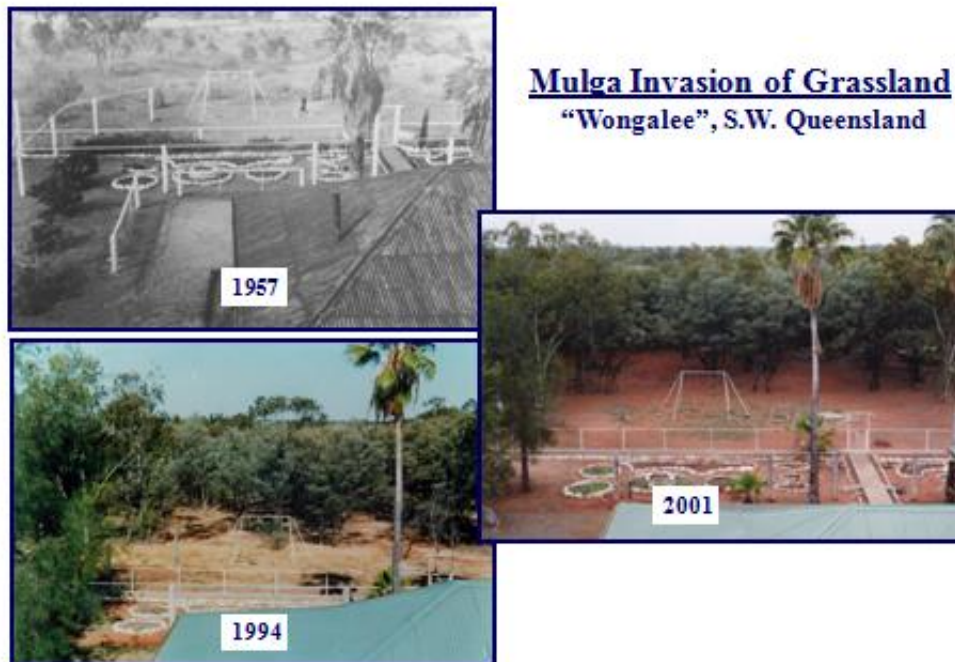 Mulga Invasion of Grassland
“Wongalee”, S.W. Queensland
1957
2001
1994